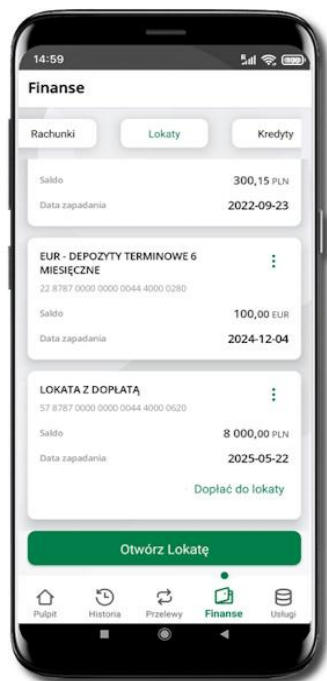 14:59
Finanse
Rachunki
Lokaty
Kredyty
Saldo
300,15 PLN
Data zapadania
2022-09-23
EUR - DEPOZYTY TERMINOWE 6
MIESIĘCZNE
22 8787 0000 0000 0044 4000 0280
Saldo
100,00 EUR
Data zapadania
2024-12-04
LOKATA Z DOPŁATĄ
57 8787 0000 0000 0044 4000 0620
Saldo
8 000,00 PLN
Data zapadania
2025-05-22
Dopłać do lokaty
Otwórz Lokatę
Pulpit
Historia
Przelewy
Finanse
Usługi